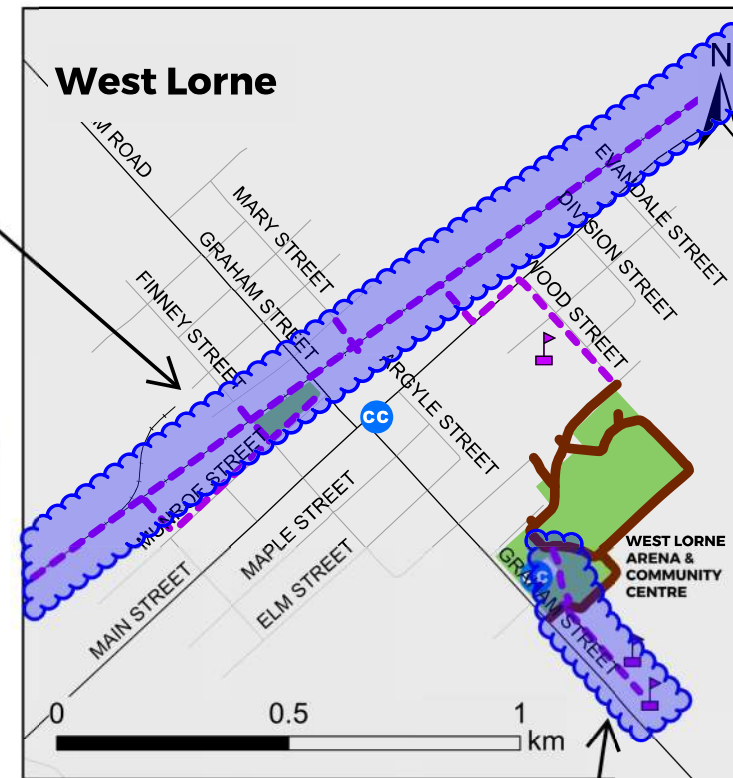 West Lorne
N
M ROAD
MARY STREET
GRAHAM STREET
FINNEY STREET
EVANDALE STREET
DIVISION STREET
WOOD STREET
ARGYLE STREET
cc
MUNROE STREET
MAPLE STREET
ELM STREET
MAIN STREET
WEST LORNE
ARENA &
COMMUNITY
CENTRE
cc
GRAHAM STREET
0
0.5
1
km